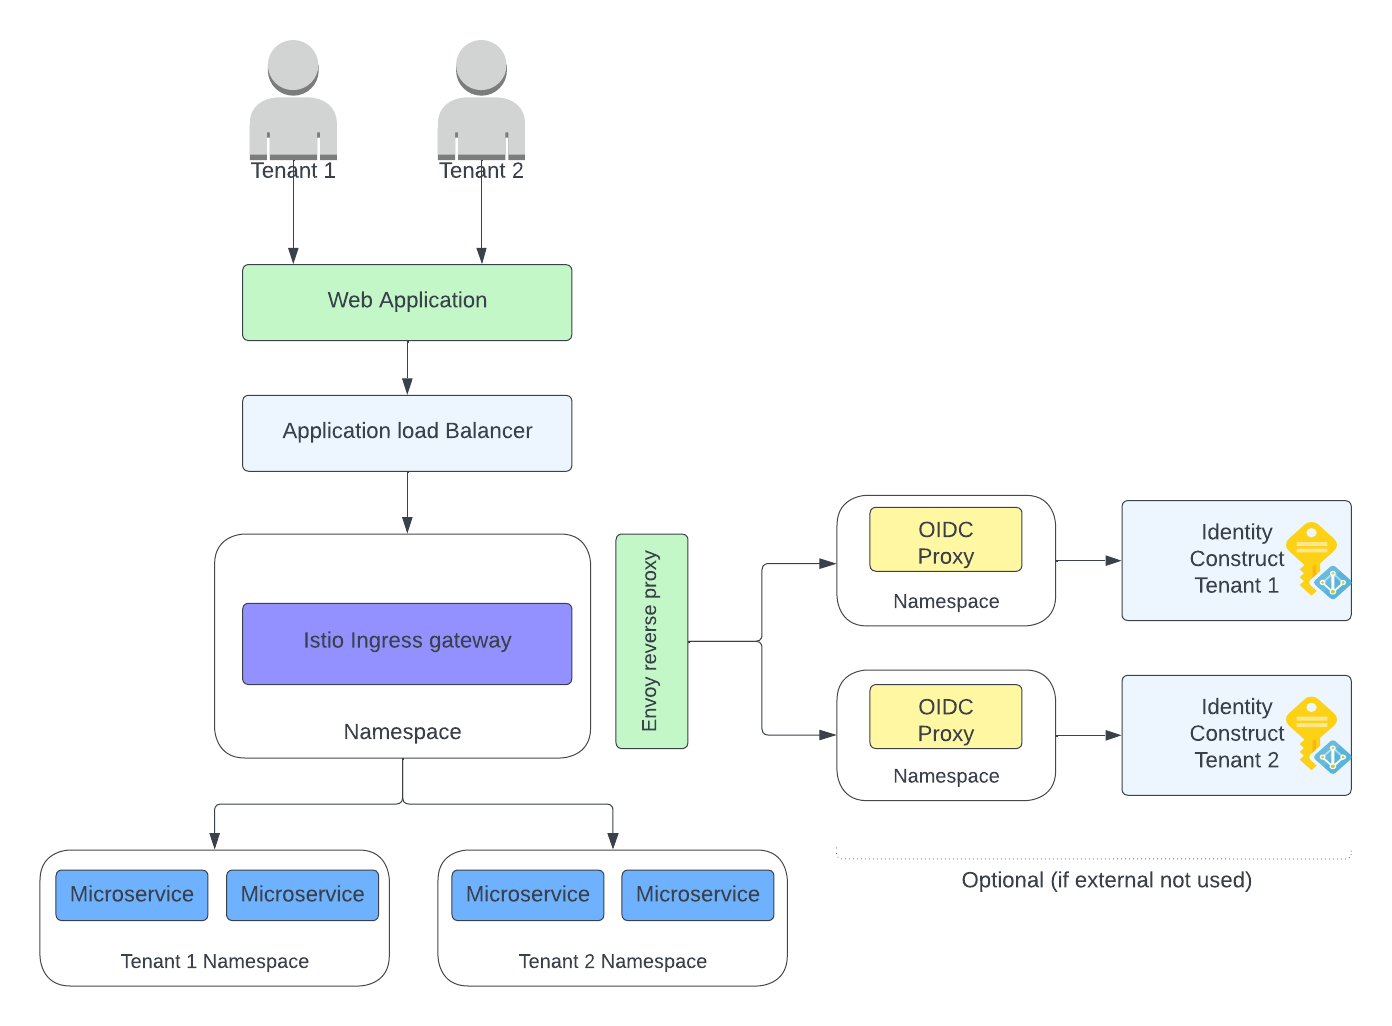 Tenant 1
Tenant 2
Web Application
Application load Balancer
Istio Ingress gateway
Namespace
Envoy reverse proxy
OIDC
Proxy
Namespace
Identity
Construct
Tenant 1
OIDC
Proxy
Namespace
Identity
Construct
Tenant 2
Optional (if external not used)
Microservice
Microservice
Tenant 1 Namespace
Microservice
Microservice
Tenant 2 Namespace